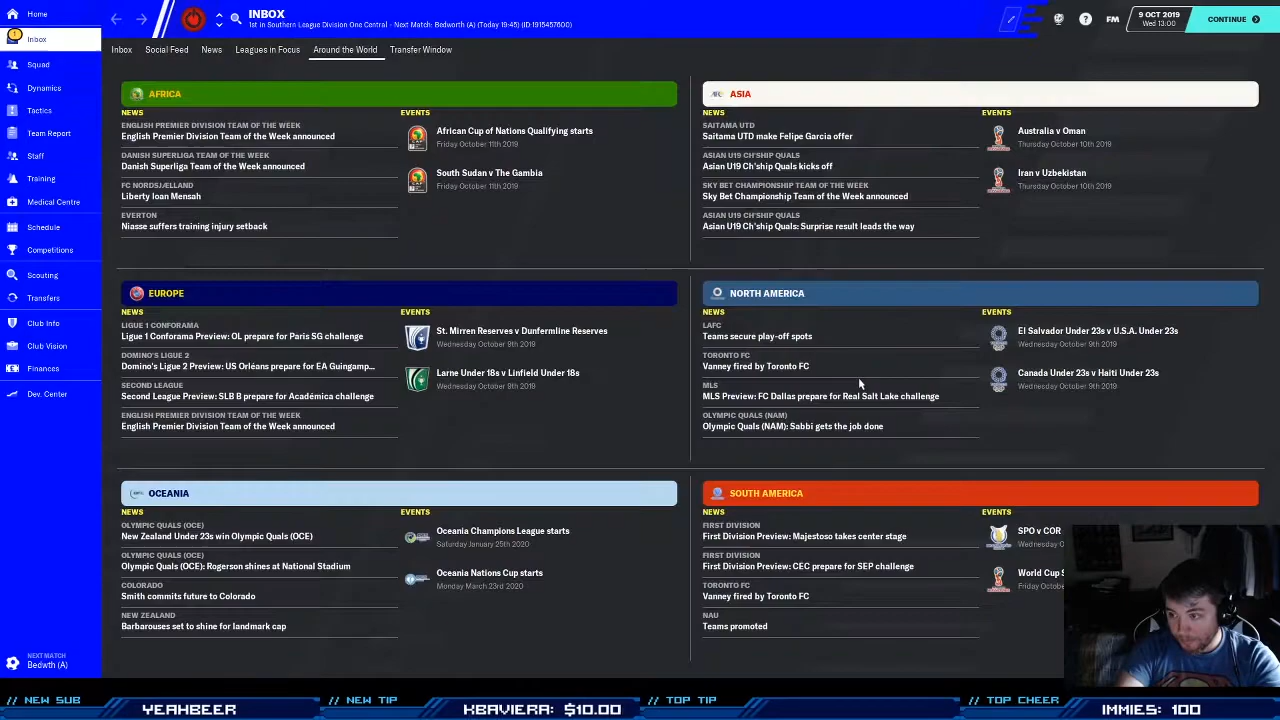 Home
Inbox
Squad
Dynamics
Tactics
Team Report
Staff
Training
Medical Centre
Schedule
Competitions
Scouting
Transfers
Club Info
Club Vision
Finances
Dev. Center
NEXT MATCH
Bedwth (A)
INBOX
1st in Southern League Division One Central - Next Match: Bedworth (A) (Today 19:45) (ID:1915457600)
FM
9 OCT 2019
Wed 13:00
CONTINUE
Inbox
Social Feed
News
Leagues in Focus
Around the World
Transfer Window
AFRICA
NEWS
ENGLISH PREMIER DIVISION TEAM OF THE WEEK
English Premier Division Team of the Week announced
DANISH SUPERLIGA TEAM OF THE WEEK
Danish Superliga Team of the Week announced
FC NORDSJÆLLAND
Liberty loan Mensah
EVERTON
Niasse suffers training injury setback
EVENTS
African Cup of Nations Qualifying starts
Friday October 11th 2019
South Sudan v The Gambia
Friday October 11th 2019
ASIA
NEWS
SAITAMA UTD
Saitama UTD make Felipe Garcia offer
ASIAN U19 CH'SHIP QUALS
Asian U19 Ch'ship Quals kicks off
SKY BET CHAMPIONSHIP TEAM OF THE WEEK
Sky Bet Championship Team of the Week announced
ASIAN U19 CH'SHIP QUALS
Asian U19 Ch'ship Quals: Surprise result leads the way
EVENTS
Australia v Oman
Thursday October 10th 2019
Iran v Uzbekistan
Thursday October 10th 2019
EUROPE
NEWS
LIGUE 1 CONFORAMA
Ligue 1 Conforama Preview: OL prepare for Paris SG challenge
DOMINO'S LIGUE 2
Domino's Ligue 2 Preview: US Orléans prepare for EA Guingamp...
SECOND LEAGUE
Second League Preview: SLB B prepare for Académica challenge
ENGLISH PREMIER DIVISION TEAM OF THE WEEK
English Premier Division Team of the Week announced
EVENTS
St. Mirren Reserves v Dunfermline Reserves
Wednesday October 9th 2019
Larne Under 18s v Linfield Under 18s
Wednesday October 9th 2019
NORTH AMERICA
NEWS
LAFC
Teams secure play-off spots
TORONTO FC
Vanney fired by Toronto FC
MLS
MLS Preview: FC Dallas prepare for Real Salt Lake challenge
OLYMPIC QUALS (NAM)
Olympic Quals (NAM): Sabbi gets the job done
EVENTS
El Salvador Under 23s v U.S.A. Under 23s
Wednesday October 9th 2019
Canada Under 23s v Haiti Under 23s
Wednesday October 9th 2019
OCEANIA
NEWS
OLYMPIC QUALS (OCE)
New Zealand Under 23s win Olympic Quals (OCE)
OLYMPIC QUALS (OCE)
Olympic Quals (OCE): Rogerson shines at National Stadium
COLORADO
Smith commits future to Colorado
NEW ZEALAND
Barbarouses set to shine for landmark cap
EVENTS
Oceania Champions League starts
Saturday January 25th 2020
Oceania Nations Cup starts
Monday March 23rd 2020
SOUTH AMERICA
NEWS
FIRST DIVISION
First Division Preview: Majestoso takes center stage
FIRST DIVISION
First Division Preview: CEC prepare for SEP challenge
TORONTO FC
Vanney fired by Toronto FC
NAU
Teams promoted
EVENTS
SPO v COR
Wednesday O
World Cup S
Friday Octob
// NEW SUB
YEAHBEER
// NEW TIP
KBAVIERA: $10.00
// TOP TIP
// TOP CHEER
IMMIES: 100